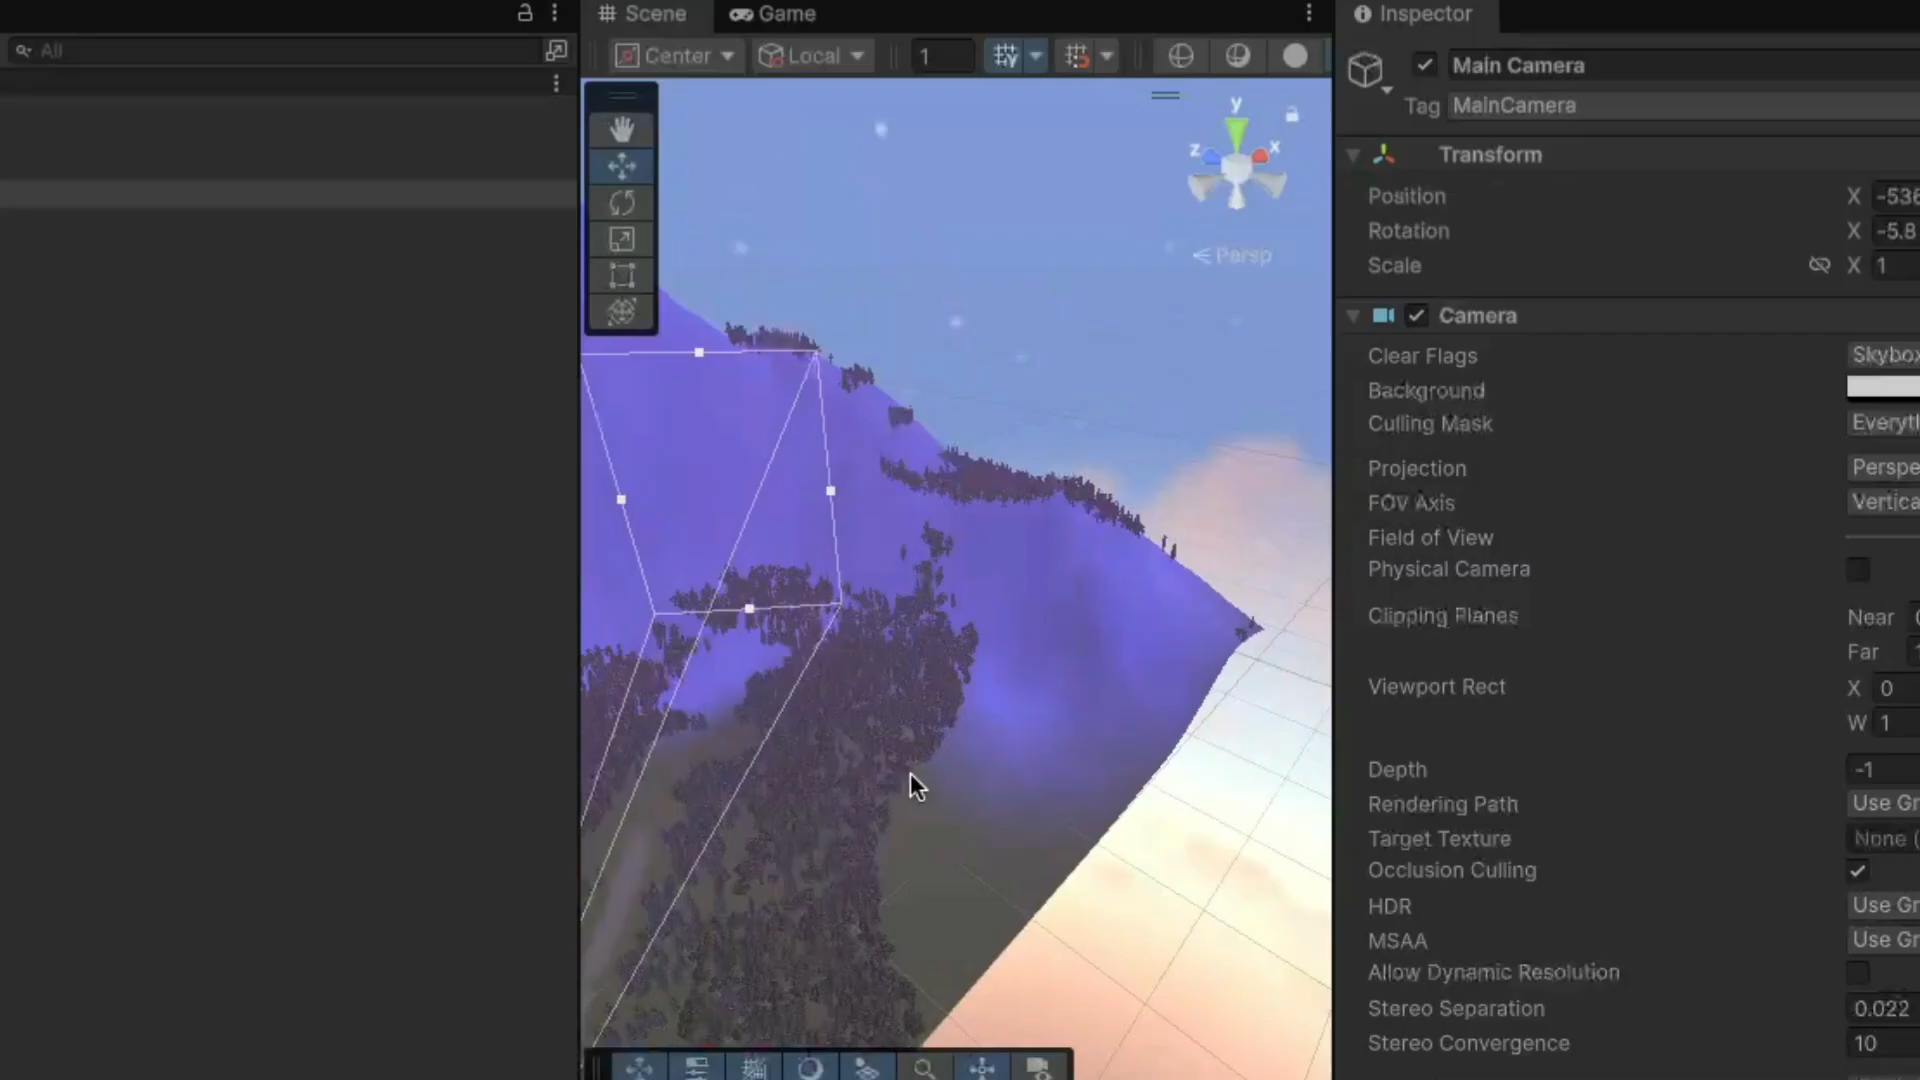 All
Scene
Game
Center
Local
1
y
z
x
Persp
Inspector
Main Camera
Tag
MainCamera
Transform
Position
X -536
Rotation
X -5.8
Scale
X 1
Camera
Clear Flags
Skybox
Background
Culling Mask
Everyth
Projection
Perspe
FOV Axis
Vertica
Field of View
Physical Camera
Clipping Planes
Near
Far
Viewport Rect
X 0
W 1
Depth
-1
Rendering Path
Use Gr
Target Texture
None (
Occlusion Culling
HDR
Use Gr
MSAA
Use Gr
Allow Dynamic Resolution
Stereo Separation
0.022
Stereo Convergence
10